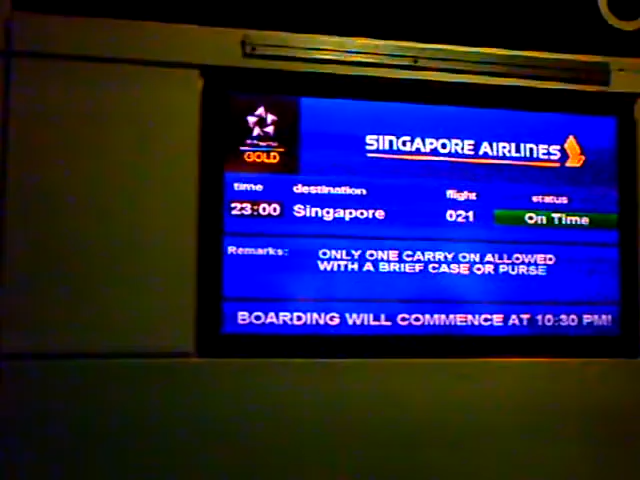 GOLD
SINGAPORE AIRLINES
time destination flight status
23:00 Singapore 021 On Time
Remarks: ONLY ONE CARRY ON ALLOWED
WITH A BRIEF CASE OR PURSE
BOARDING WILL COMMENCE AT 10:30 PM!